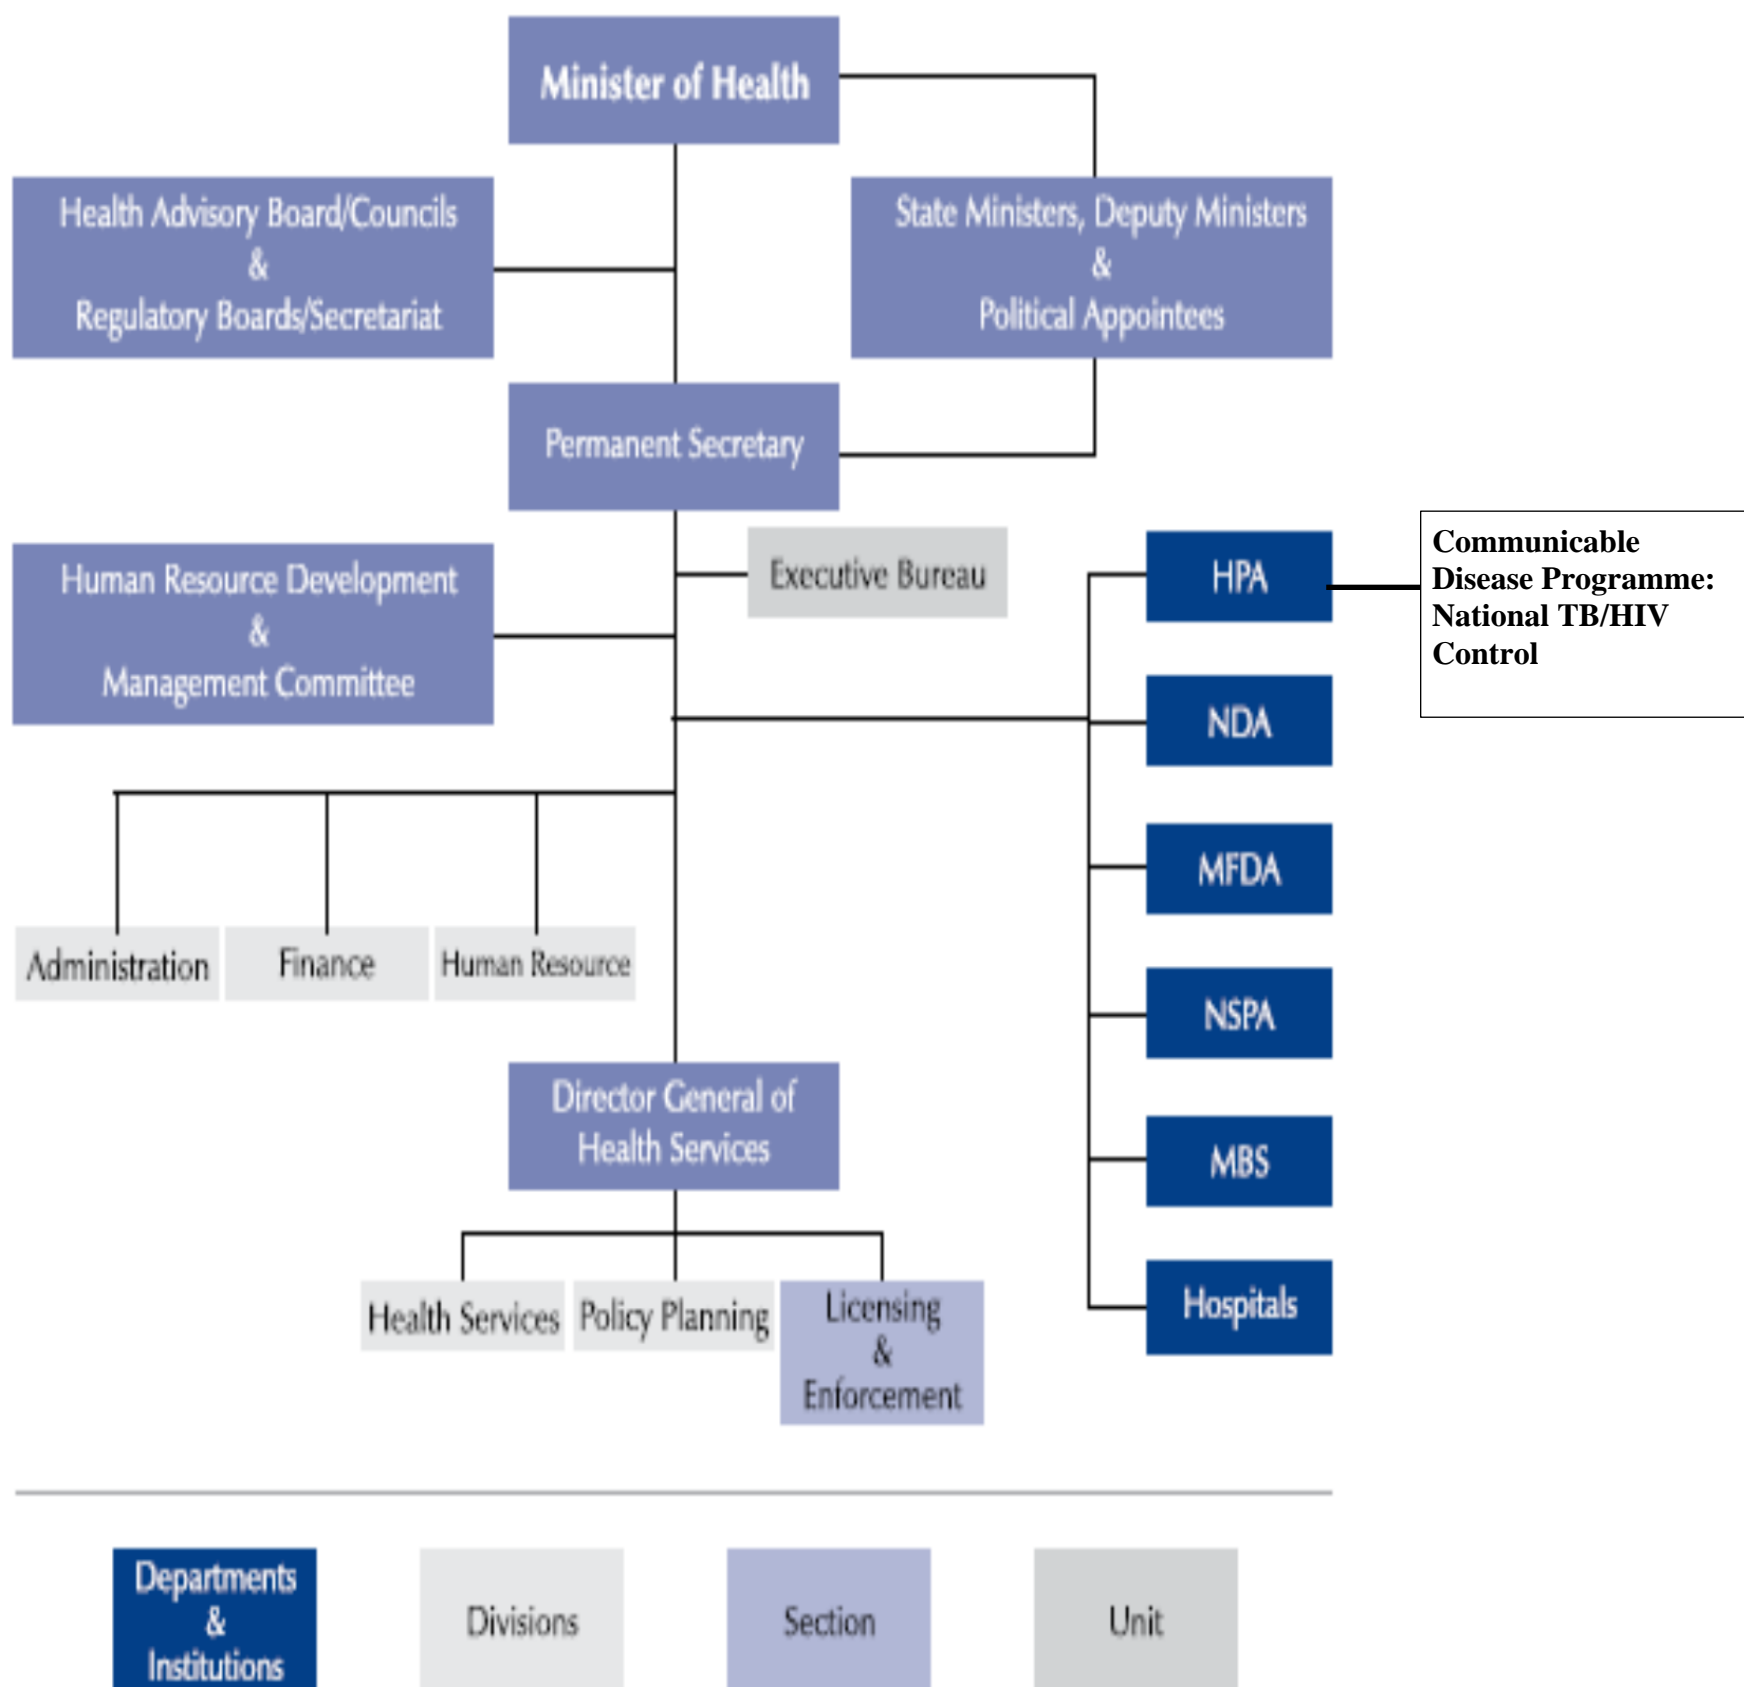 Minister of Health
Health Advisory Board/Councils
&
Regulatory Boards/Secretariat
State Ministers, Deputy Ministers
&
Political Appointees
Permanent Secretary
Human Resource Development
&
Management Committee
Executive Bureau
HPA
Communicable
Disease Programme:
National TB/HIV
Control
NDA
MFDA
NSPA
MBS
Hospitals
Administration
Finance
Human Resource
Director General of
Health Services
Health Services
Policy Planning
Licensing
&
Enforcement
Departments
&
Institutions
Divisions
Section
Unit